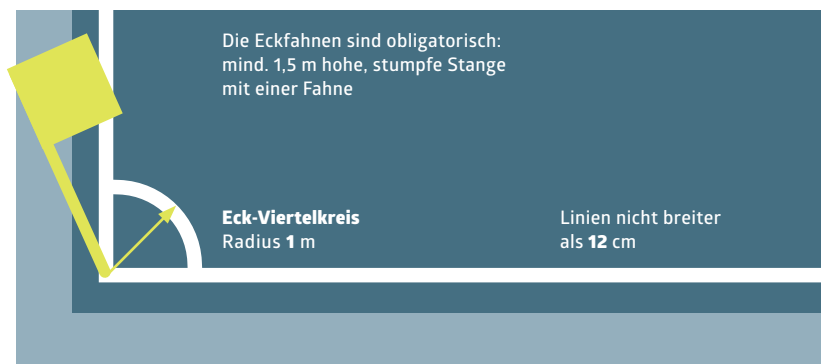 Die Eckfahnen sind obligatorisch:
mind. 1,5 m hohe, stumpfe Stange
mit einer Fahne
Eck-Viertelkreis
Radius 1 m
Linien nicht breiter
als 12 cm